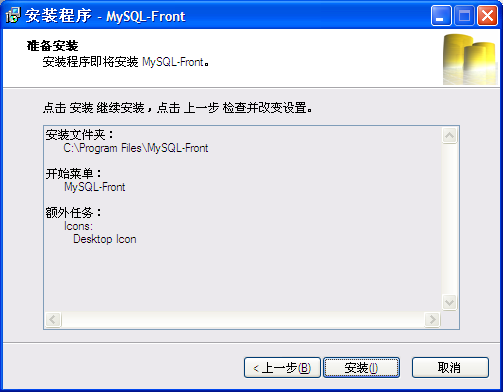 安装程序 - MySQL-Front
准备安装
安装程序即将安装 MySQL-Front。
点击 安装 继续安装，点击 上一步 检查并改变设置。
安装文件夹：
C:\Program Files\MySQL-Front
开始菜单：
MySQL-Front
额外任务：
Icons:
Desktop Icon
< 上一步(B)
安装(I)
取消